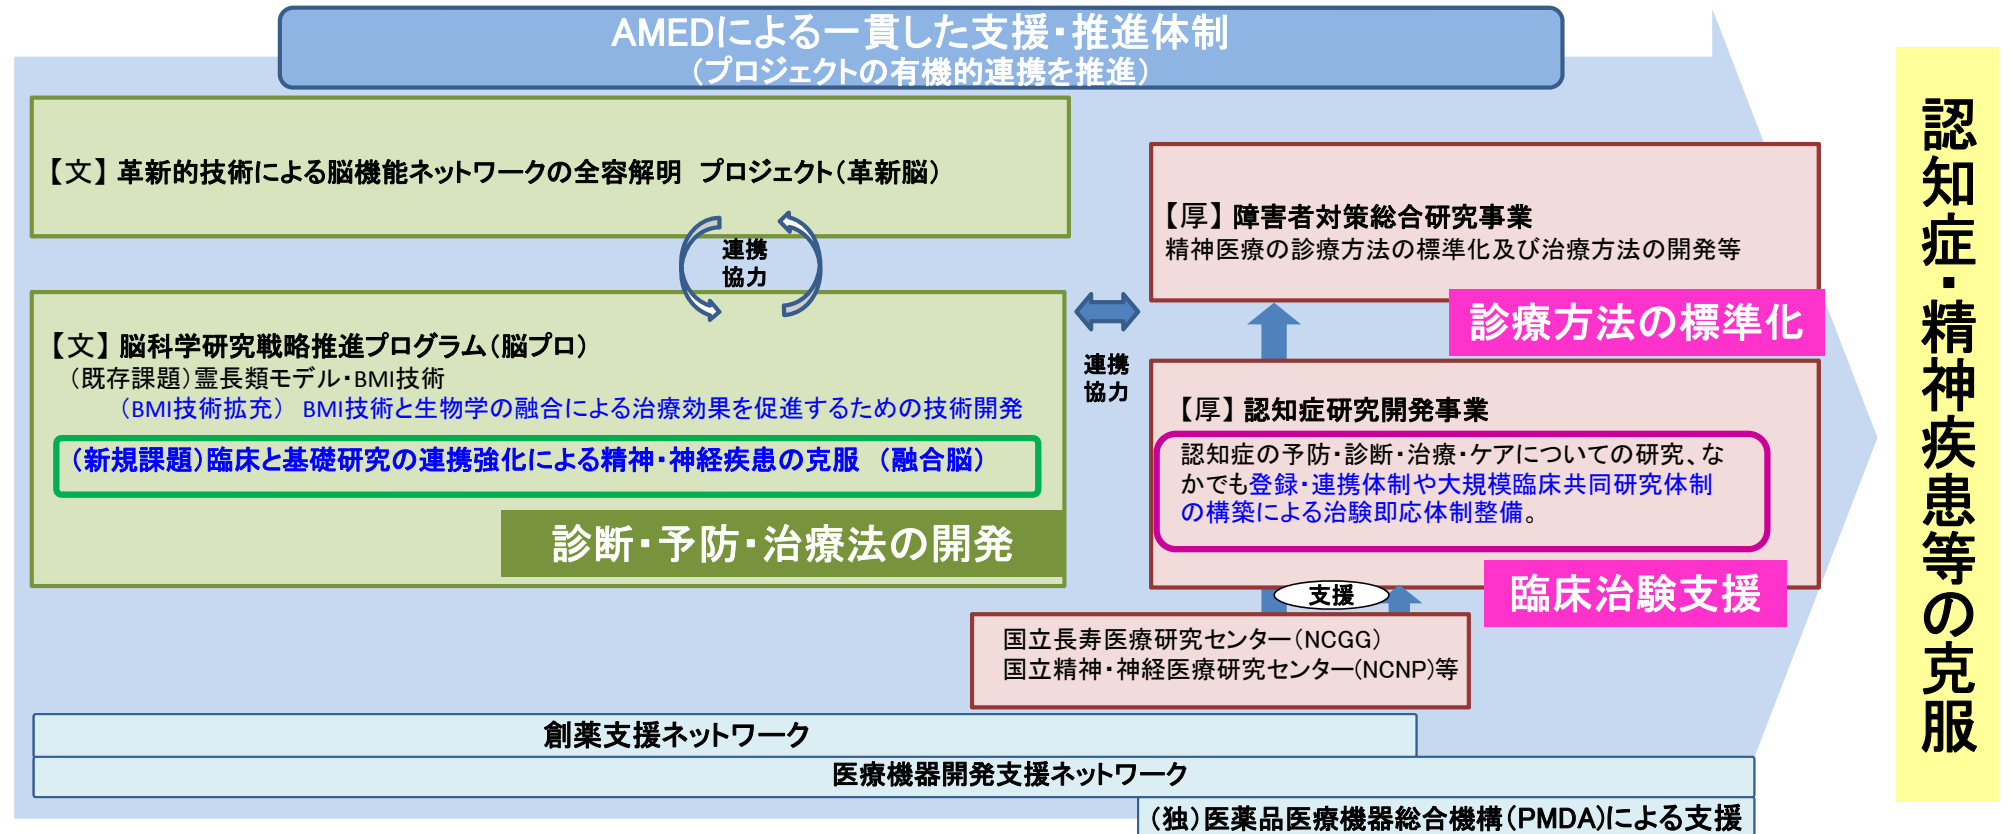 AMEDによる一貫した支援・推進体制
（プロジェクトの有機的連携を推進）
【文】革新的技術による脳機能ネットワークの全容解明　プロジェクト（革新脳）
連携
協力
【文】脳科学研究戦略推進プログラム（脳プロ）
（既存課題）霊長類モデル・BMI技術
（BMI技術拡充）　BMI技術と生物学の融合による治療効果を促進するための技術開発
（新規課題）臨床と基礎研究の連携強化による精神・神経疾患の克服　（融合脳）
診断・予防・治療法の開発
連携
協力
【厚】障害者対策総合研究事業
精神医療の診療方法の標準化及び治療方法の開発等
診療方法の標準化
【厚】認知症研究開発事業
認知症の予防・診断・治療・ケアについての研究、な
かでも登録・連携体制や大規模臨床共同研究体制
の構築による治験即応体制整備。
臨床治験支援
支援
国立長寿医療研究センター（NCGG）
国立精神・神経医療研究センター(NCNP)等
創薬支援ネットワーク
医療機器開発支援ネットワーク
（独）医薬品医療機器総合機構（PMDA)による支援
認知症・精神疾患等の克服